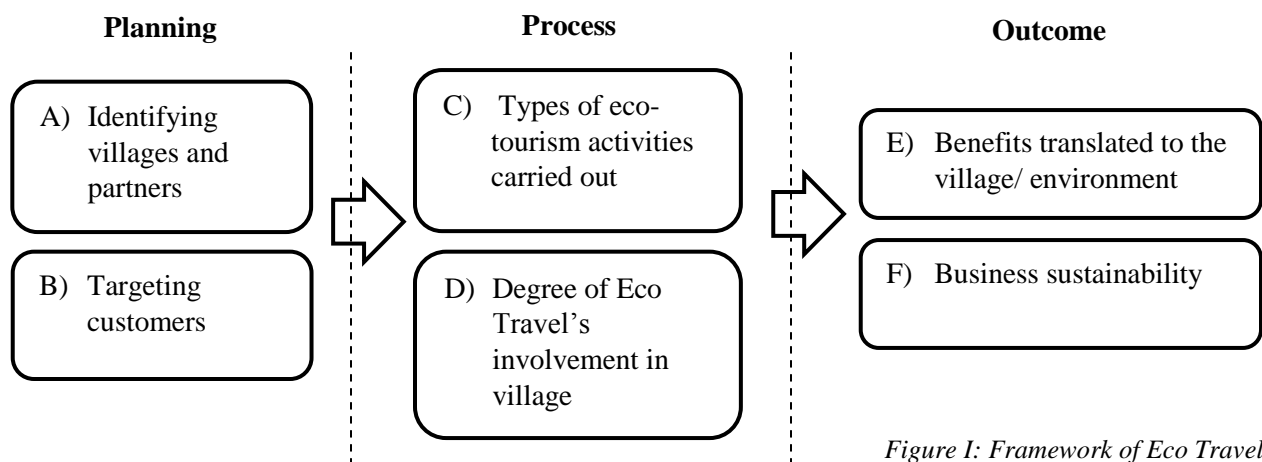 Planning
A) Identifying
villages and
partners
B) Targeting
customers
Process
C) Types of eco-
tourism activities
carried out
D) Degree of Eco
Travel’s
involvement in
village
Outcome
E) Benefits translated to the
village/ environment
F) Business sustainability
Figure I: Framework of Eco Travel